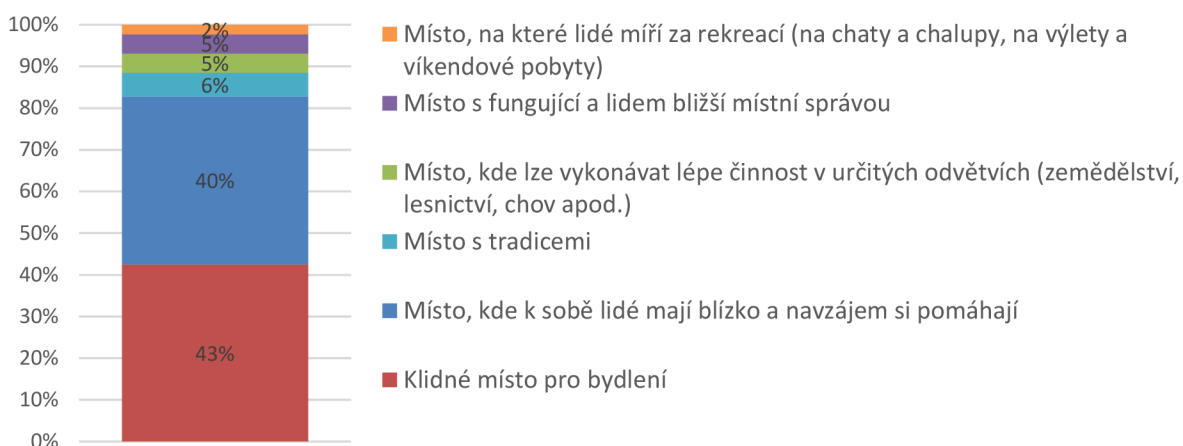 100%
90%
80%
70%
60%
50%
40%
30%
20%
10%
0%
2%
5%
5%
6%
40%
43%
Místo, na které lidé míří za rekreací (na chaty a chalupy, na výlety a
víkendové pobyty)
Místo s fungující a lidem bližší místní správou
Místo, kde lze vykonávat lépe činnost v určitých odvětvích (zemědělství,
lesnictví, chov apod.)
Místo s tradicemi
Místo, kde k sobě lidé mají blízko a navzájem si pomáhají
Klidné místo pro bydlení